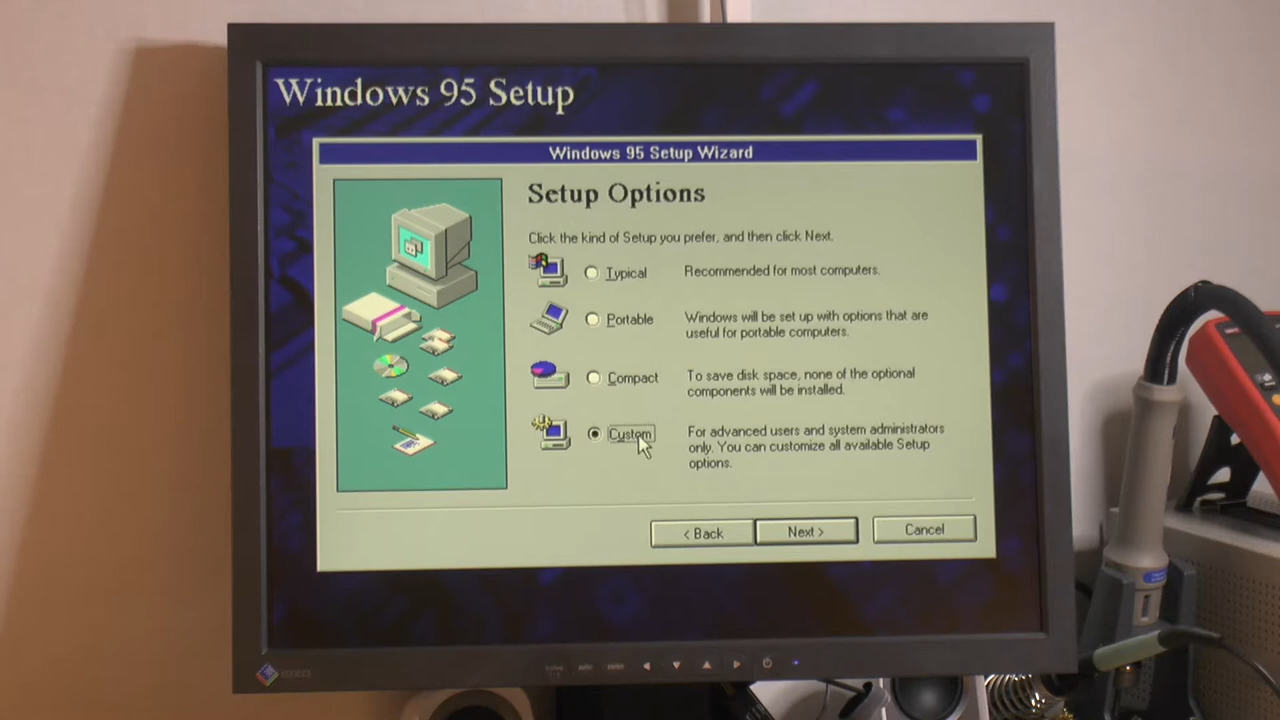 Windows 95 Setup
Windows 95 Setup Wizard
Setup Options
Click the kind of Setup you prefer, and then click Next.
Typical
Recommended for most computers.
Portable
Windows will be set up with options that are
useful for portable computers.
Compact
To save disk space, none of the optional
components will be installed.
Custom
For advanced users and system administrators
only. You can customize all available Setup
options.
< Back
Next >
Cancel